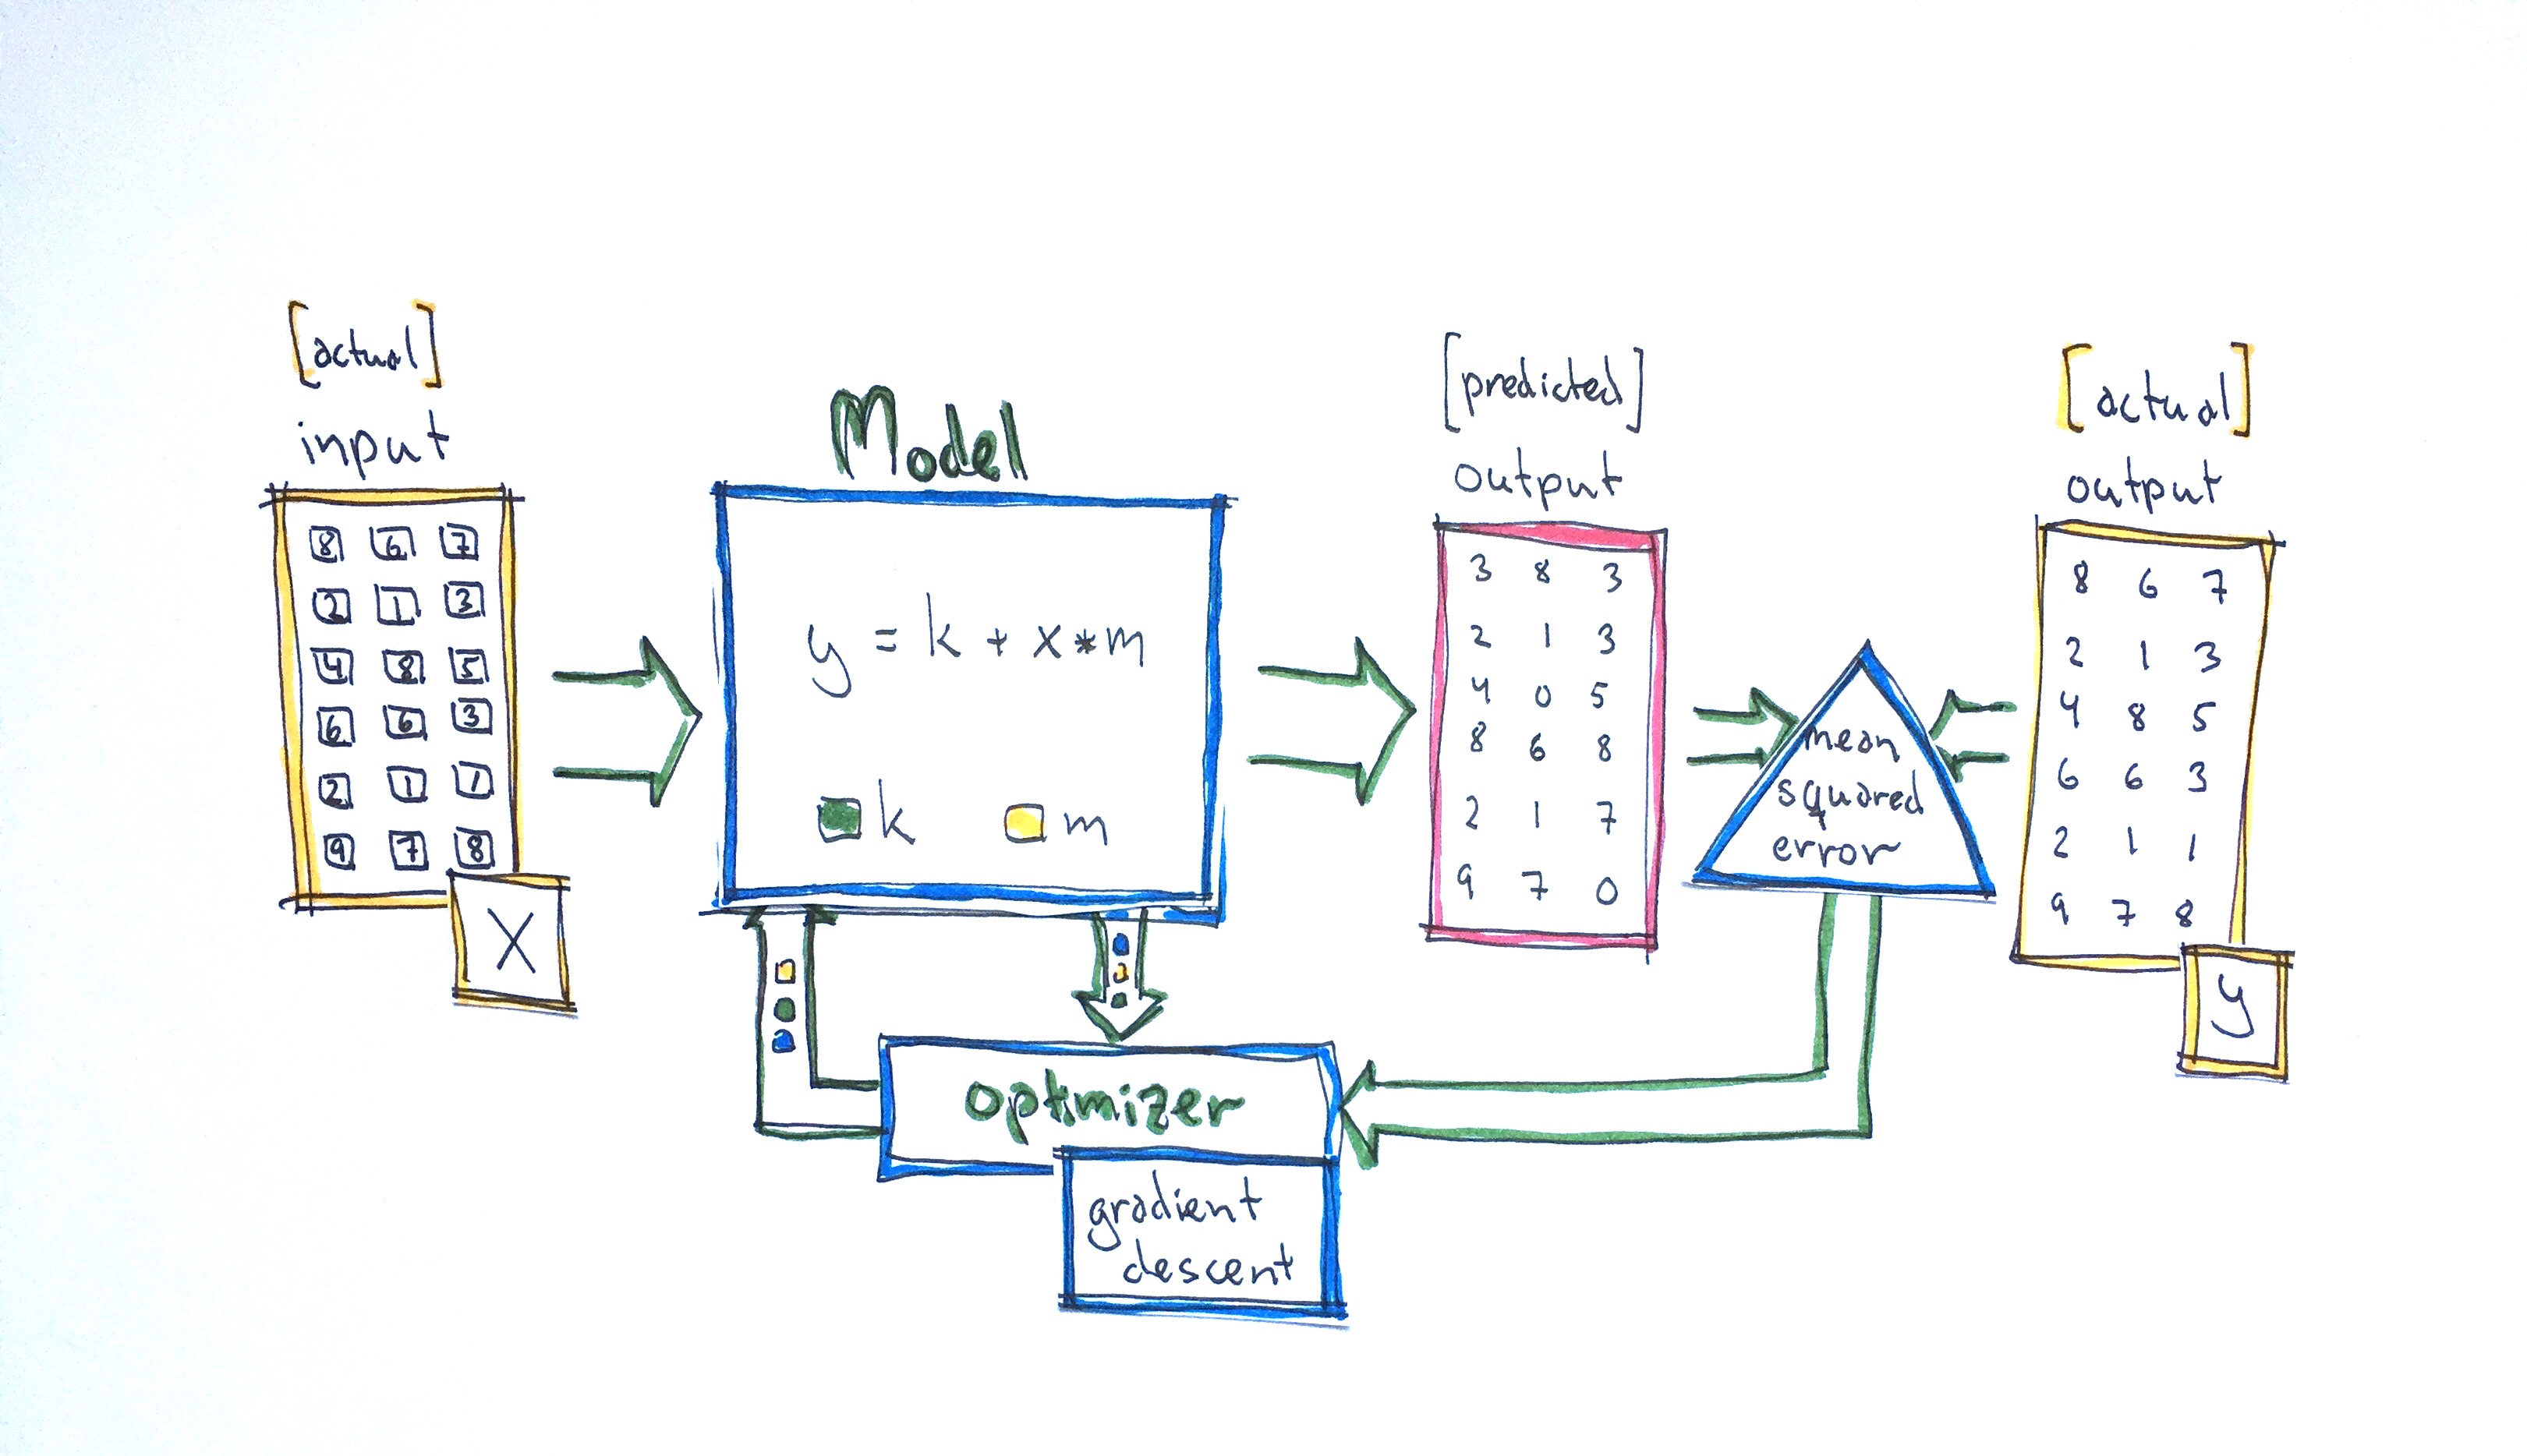 [actual]
input
8 6 7
2 1 3
4 8 5
6 6 3
2 1 1
9 7 8
X
Model
y = k + x * m
k m
[predicted]
output
3 8 3
2 1 3
4 0 5
8 6 8
2 1 7
9 7 0
mean
squared
error
[actual]
output
8 6 7
2 1 3
4 8 5
6 6 3
2 1 1
9 7 8
y
optimizer
gradient
descent